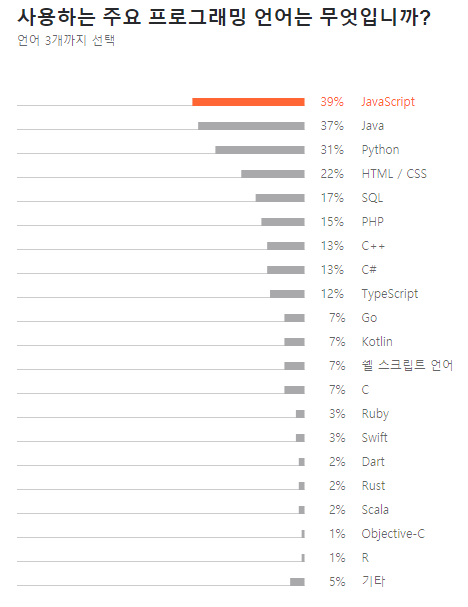 사용하는 주요 프로그래밍 언어는 무엇입니까?
언어 3개까지 선택
39% JavaScript
37% Java
31% Python
22% HTML / CSS
17% SQL
15% PHP
13% C++
13% C#
12% TypeScript
7% Go
7% Kotlin
7% 쉘 스크립트 언어
7% C
3% Ruby
3% Swift
2% Dart
2% Rust
2% Scala
1% Objective-C
1% R
5% 기타